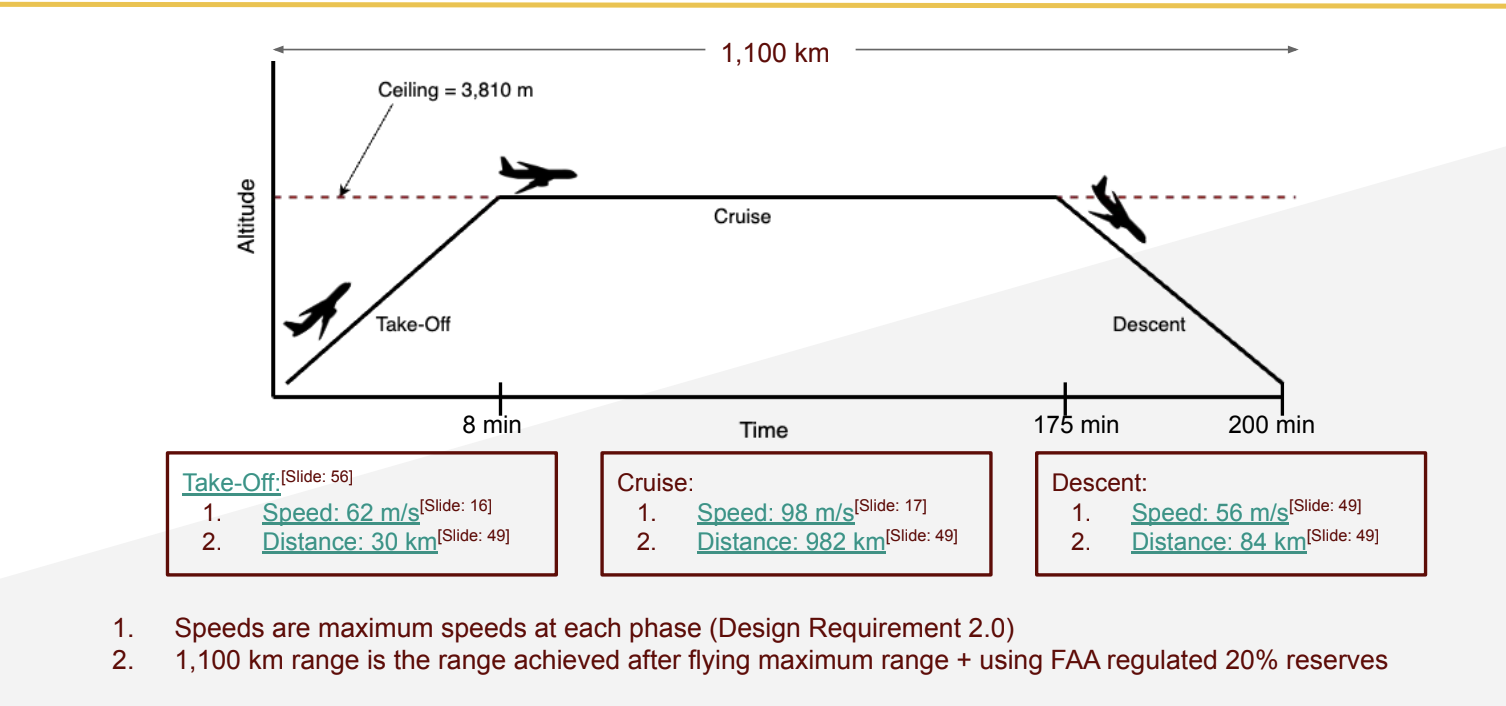 1,100 km
Ceiling = 3,810 m
Altitude
Cruise
Take-Off
Descent
8 min
Time
175 min
200 min
Take-Off:[Slide: 56]
1. Speed: 62 m/s[Slide: 16]
2. Distance: 30 km[Slide: 49]
Cruise:
1. Speed: 98 m/s[Slide: 17]
2. Distance: 982 km[Slide: 49]
Descent:
1. Speed: 56 m/s[Slide: 49]
2. Distance: 84 km[Slide: 49]
1. Speeds are maximum speeds at each phase (Design Requirement 2.0)
2. 1,100 km range is the range achieved after flying maximum range + using FAA regulated 20% reserves